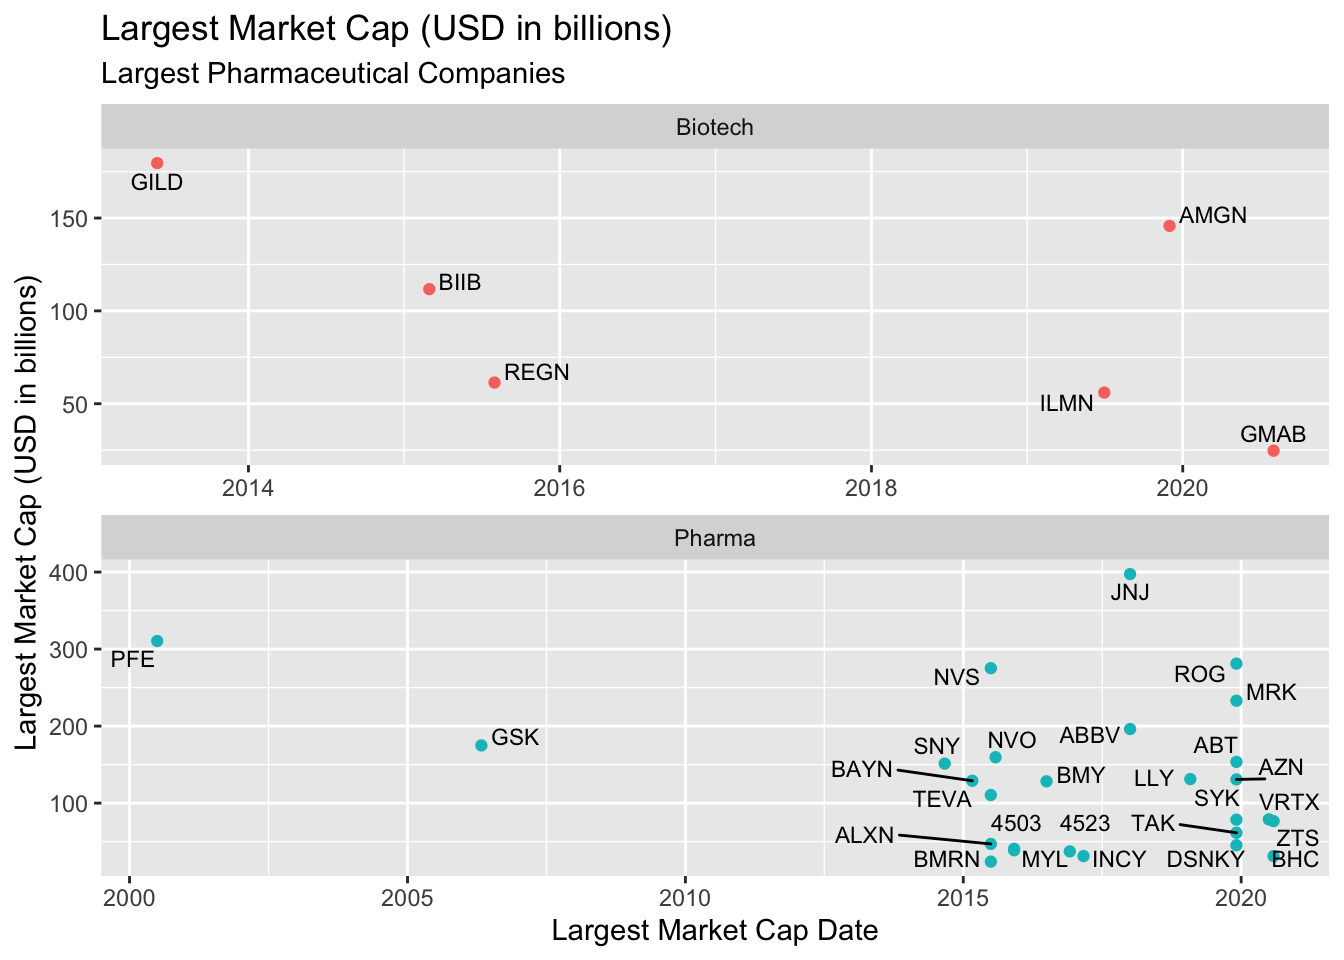 Largest Market Cap (USD in billions)
Largest Pharmaceutical Companies
Largest Market Cap (USD in billions)
Biotech
150
100
50
GILD
AMGN
BIIB
REGN
ILMN
GMAB
2014 2016 2018 2020
Pharma
400
300
200
100
JNJ
PFE
NVS
ROG
MRK
GSK
SNY
NVO
ABBV
ABT
BAYN
BMY
LLY
AZN
TEVA
SYK
VRTX
4503
4523
TAK
ALXN
ZTS
BMRN
MYL
INCY
DSNKY
BHC
2000 2005 2010 2015 2020
Largest Market Cap Date